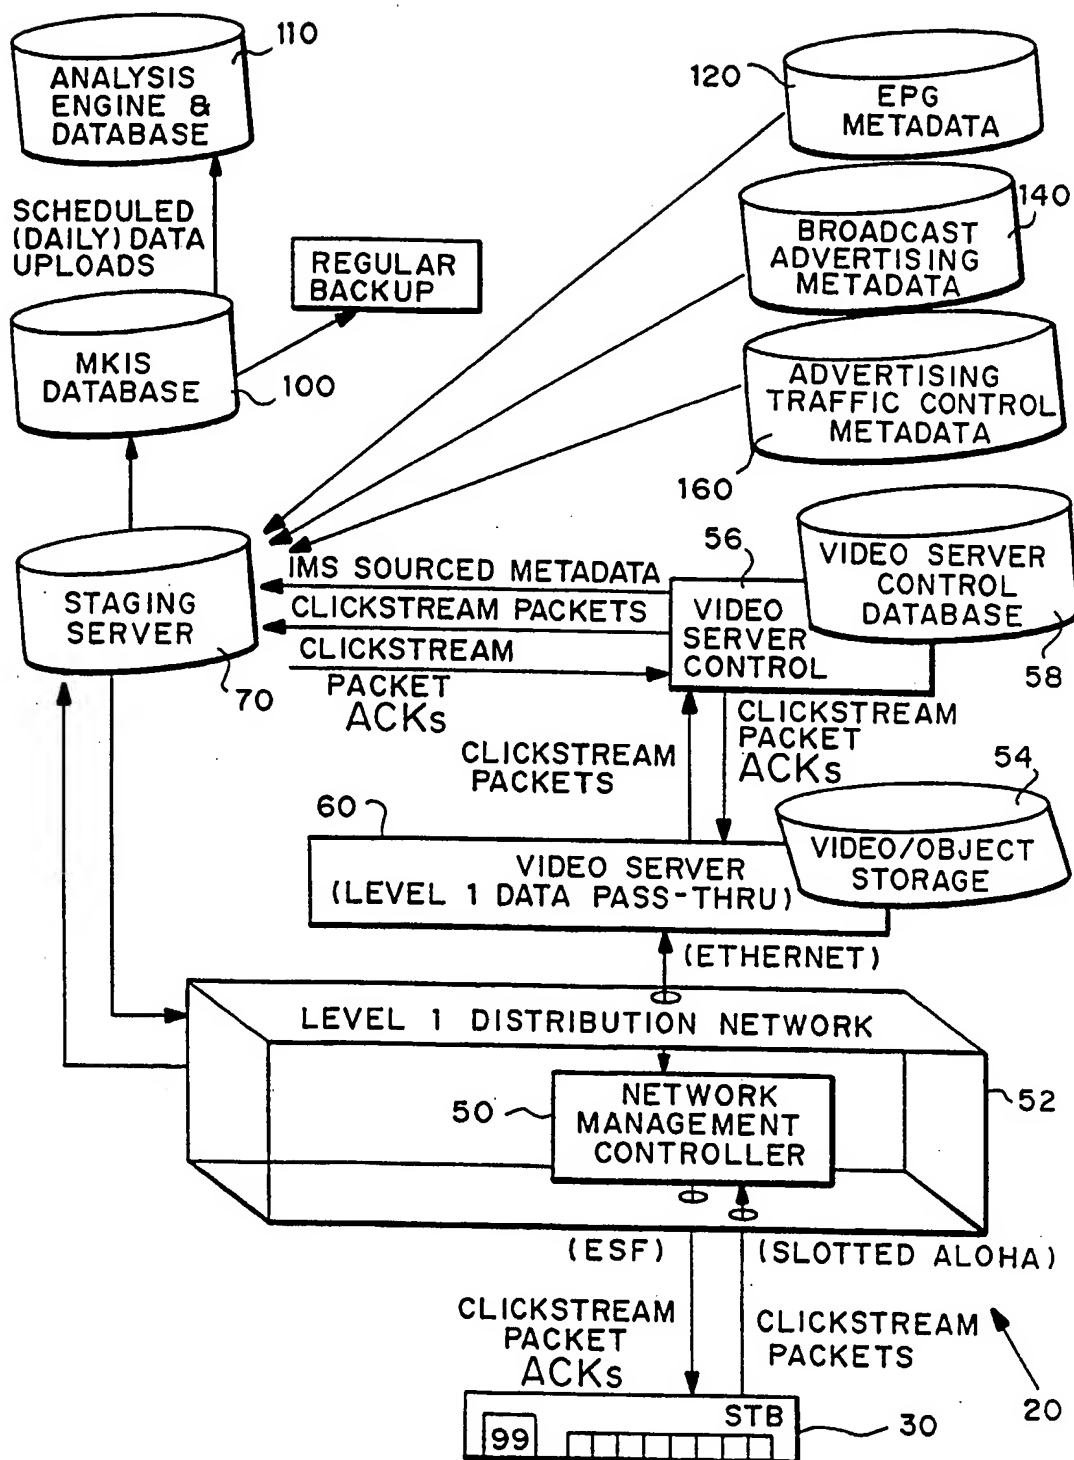 110
ANALYSIS
ENGINE &
DATABASE
120
EPG
METADATA
SCHEDULED
(DAILY) DATA
UPLOADS
REGULAR
BACKUP
140
BROADCAST
ADVERTISING
METADATA
MKIS
DATABASE
100
ADVERTISING
TRAFFIC CONTROL
METADATA
160
STAGING
SERVER
70
IMS SOURCED METADATA
CLICKSTREAM PACKETS
CLICKSTREAM
PACKET
ACKs
56
VIDEO
SERVER
CONTROL
VIDEO SERVER
CONTROL
DATABASE
58
CLICKSTREAM
PACKETS
CLICKSTREAM
PACKET
ACKs
54
VIDEO/OBJECT
STORAGE
60
VIDEO SERVER
(LEVEL 1 DATA PASS-THRU)
(ETHERNET)
LEVEL 1 DISTRIBUTION NETWORK
50
NETWORK
MANAGEMENT
CONTROLLER
52
(ESF)
(SLOTTED ALOHA)
CLICKSTREAM
PACKET
ACKs
CLICKSTREAM
PACKETS
20
STB
99
30